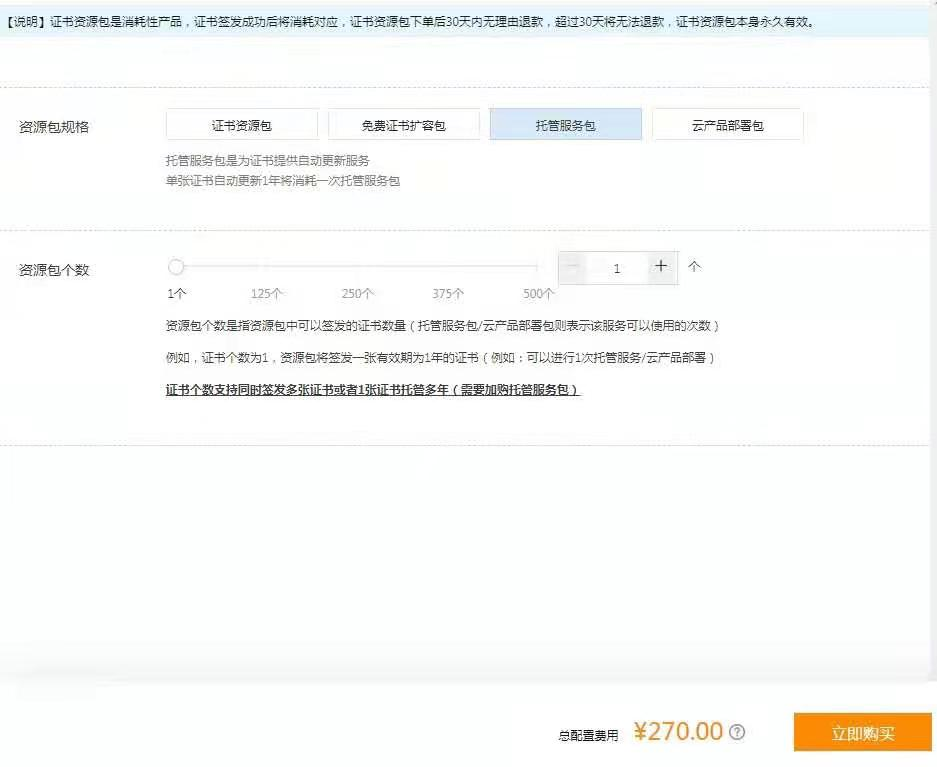 【说明】证书资源包是消耗性产品，证书签发成功后将消耗对应，证书资源包下单后30天内无理由退款，超过30天将无法退款，证书资源包本身永久有效。
资源包规格
证书资源包 免费证书扩容包 托管服务包 云产品部署包
托管服务包是为证书提供自动更新服务
单张证书自动更新1年将消耗一次托管服务包
资源包个数
1 + 个
1个 125个 250个 375个 500个
资源包个数是指资源包中可以签发的证书数量（托管服务包/云产品部署包则表示该服务可以使用的次数）
例如，证书个数为1，资源包将签发一张有效期为1年的证书（例如：可以进行1次托管服务/云产品部署）
证书个数支持同时签发多张证书或者1张证书托管多年（需要加购托管服务包）
总配置费用 ¥270.00 ? 立即购买